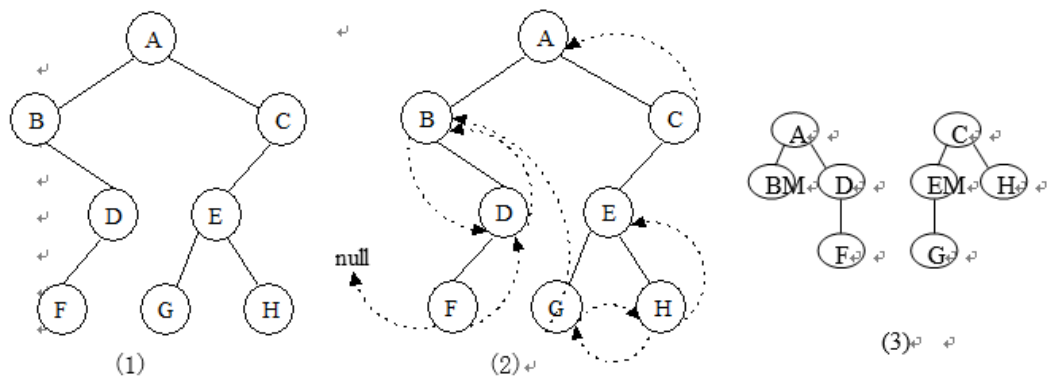 A
B C
D E
F G H
(1)
A
B C
D E
null
F G H
(2)
A C
BM D EM H
F G
(3)